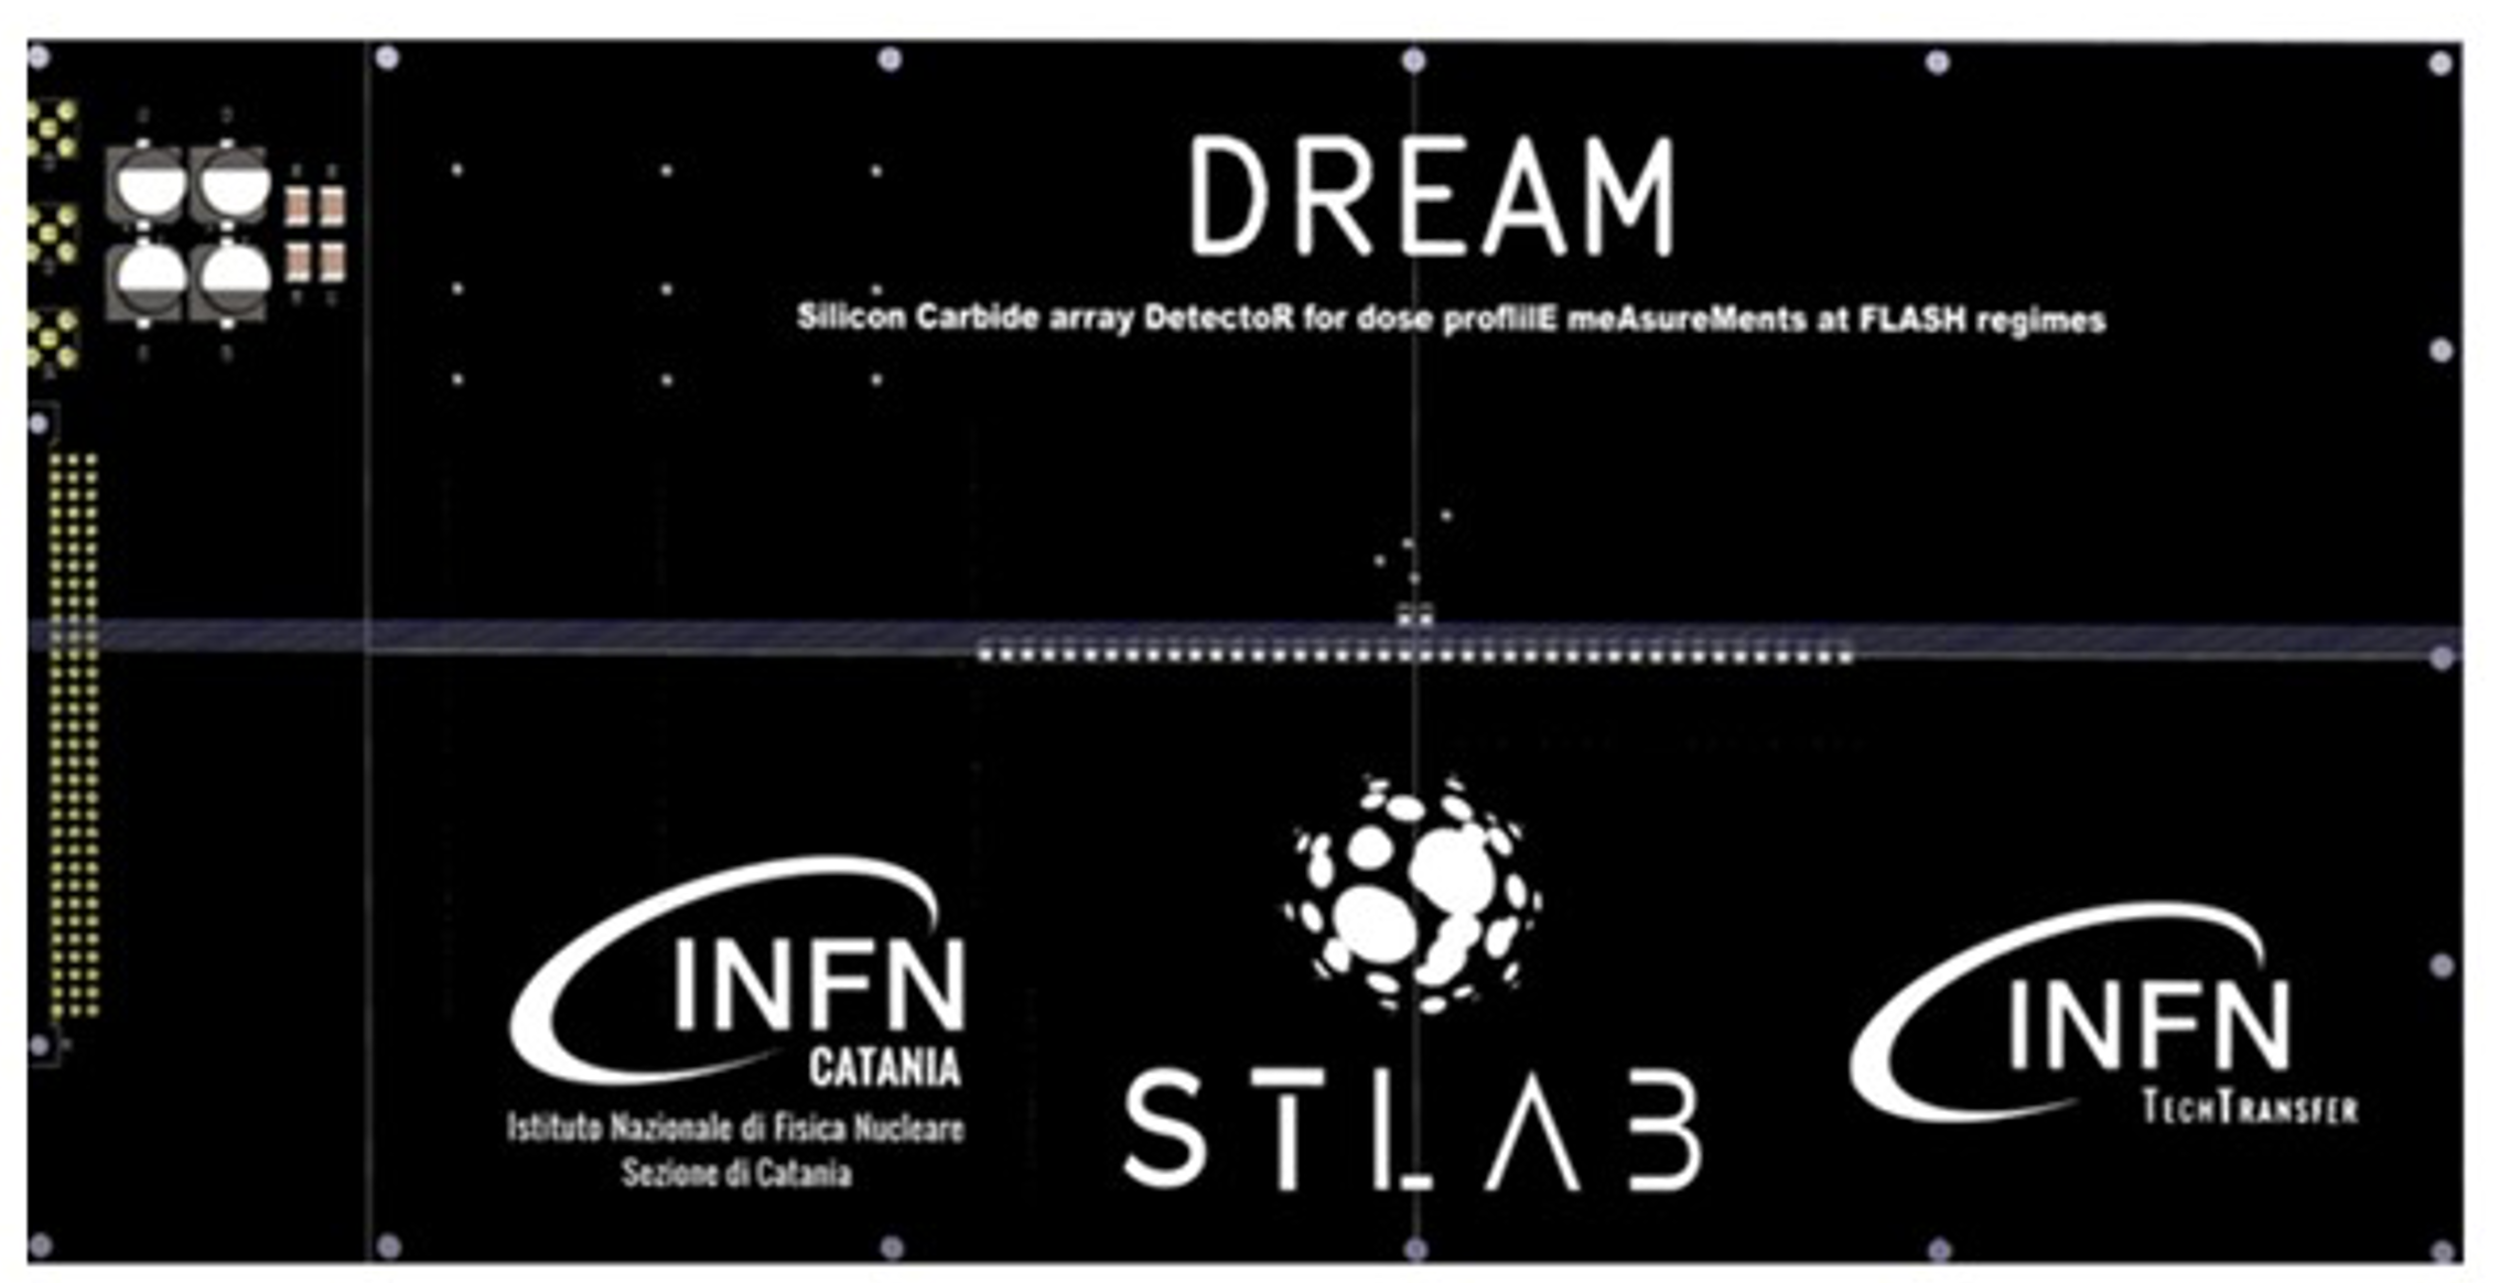 DREAM
Silicon Carbide array DetectoR for dose proflilE meAsureMents at FLASH regimes
INFN
CATANIA
Istituto Nazionale di Fisica Nucleare
Sezione di Catania
STLAB
INFN
TECHTRANSFER